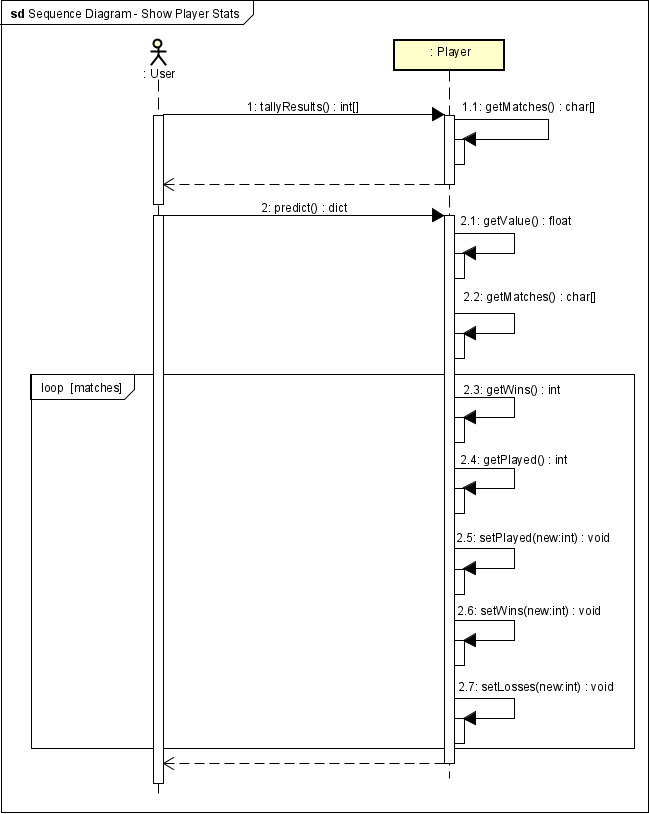 sd Sequence Diagram - Show Player Stats
: User
: Player
1: tallyResults() : int[]
1.1: getMatches() : char[]
2: predict() : dict
2.1: getValue() : float
2.2: getMatches() : char[]
loop [matches]
2.3: getWins() : int
2.4: getPlayed() : int
2.5: setPlayed(new:int) : void
2.6: setWins(new:int) : void
2.7: setLosses(new:int) : void